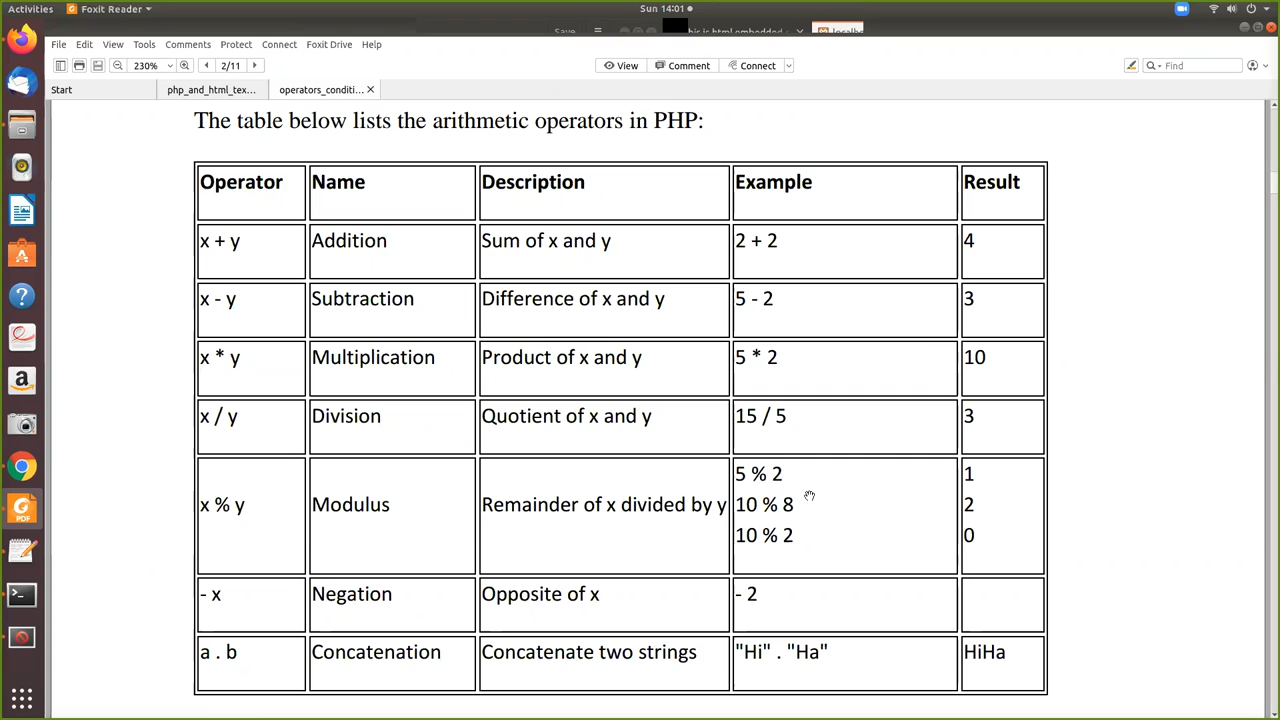 Activities Foxit Reader Sun 14:01
Save
File Edit View Tools Comments Protect Connect Foxit Drive Help
230% 2/11 View Comment Connect Find
Start php_and_html_tex... operators_conditi...
The table below lists the arithmetic operators in PHP:
Operator Name Description Example Result
x + y Addition Sum of x and y 2 + 2 4
x - y Subtraction Difference of x and y 5 - 2 3
x * y Multiplication Product of x and y 5 * 2 10
x / y Division Quotient of x and y 15 / 5 3
5 % 2 1
x % y Modulus Remainder of x divided by y 10 % 8 2
10 % 2 0
- x Negation Opposite of x - 2
a . b Concatenation Concatenate two strings "Hi" . "Ha" HiHa